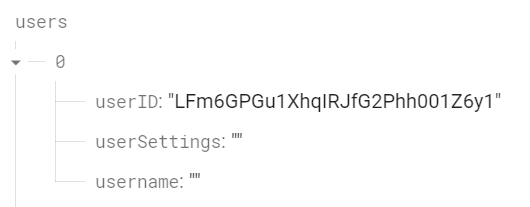 users
0
userID: "LFm6GPGu1XhqIRJfG2Phh001Z6y1"
userSettings: ""
username: ""